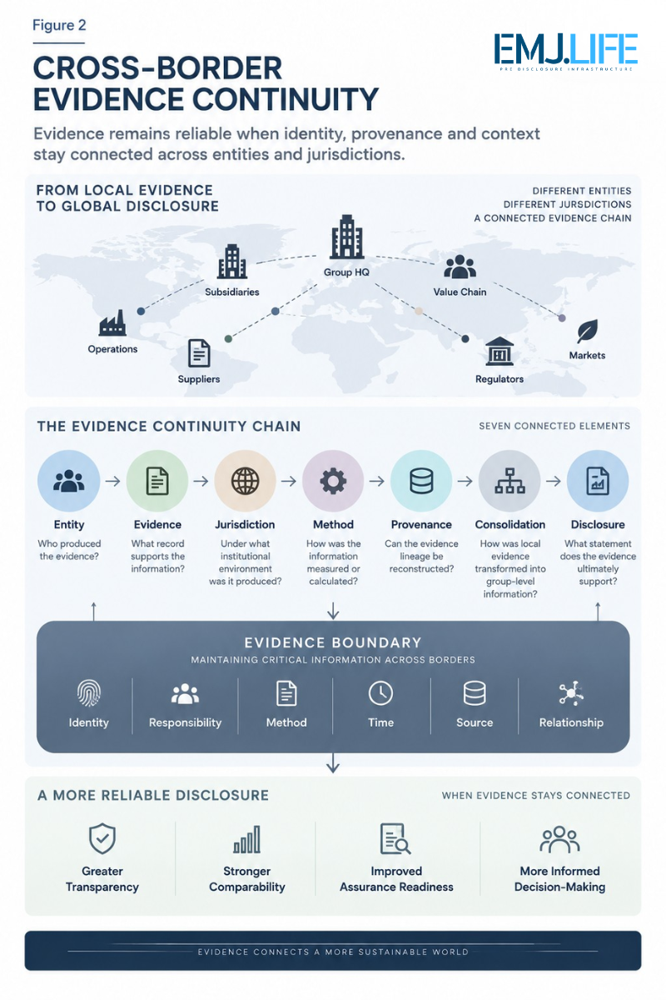 Figure 2
EMJ.LIFE
PRE DISCLOSURE INFRASTRUCTURE
CROSS-BORDER
EVIDENCE CONTINUITY
Evidence remains reliable when identity, provenance and context
stay connected across entities and jurisdictions.
FROM LOCAL EVIDENCE
TO GLOBAL DISCLOSURE
DIFFERENT ENTITIES
DIFFERENT JURSDICTIONS
A CONNECTED EVIDENCE CHAIN
Group HQ
Subsidiaries
Value Chain
Operations
Suppliers
Regulators
Markets
THE EVIDENCE CONTINUITY CHAIN
SEVEN CONNECTED ELEMENTS
Entity
Who produced
the evidence?
Evidence
What record
supports the
information?
Jurisdiction
Under what
institutional
environment
was it produced?
Method
How was the
information
measured or
calculated?
Provenance
Can the evidence
lineage be
reconstructed?
Consolidation
How was local
evidence
transformed into
group-level
information?
Disclosure
What statement
does the evidence
ultimately
support?
EVIDENCE BOUNDARY
MAINTAINING CRITICAL INFORMATION ACROSS BORDERS
Identity
Responsibility
Method
Time
Source
Relationship
A MORE RELIABLE DISCLOSURE
WHEN EVIDENCE STAYS CONNECTED
Greater
Transparency
Stronger
Comparability
Improved
Assurance Readiness
More Informed
Decision-Making
EVIDENCE CONNECTS A MORE SUSTAINABLE WORLD